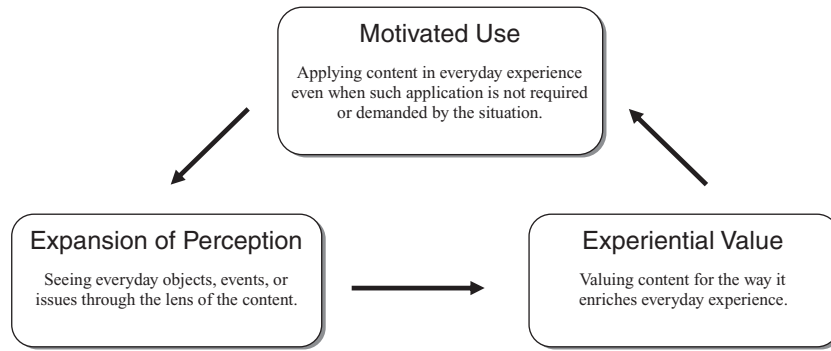 Motivated Use
Applying content in everyday experience
even when such application is not required
or demanded by the situation.
Expansion of Perception
Seeing everyday objects, events, or
issues through the lens of the content.
Experiential Value
Valuing content for the way it
enriches everyday experience.